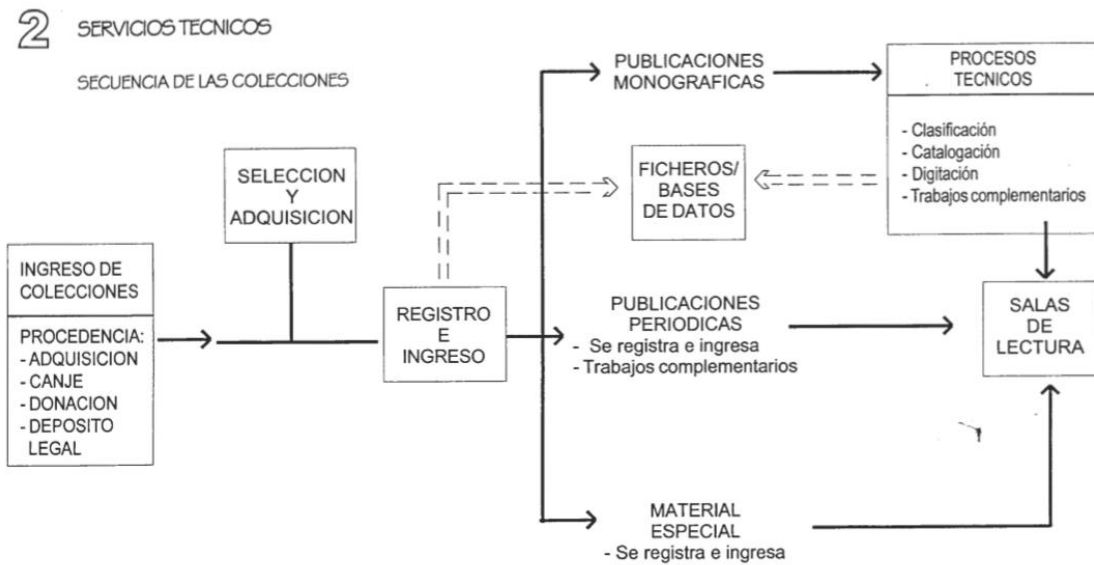 2 SERVICIOS TECNICOS
SECUENCIA DE LAS COLECCIONES
INGRESO DE
COLECCIONES
PROCEDENCIA:
- ADQUISICION
- CANJE
- DONACION
- DEPOSITO
LEGAL
SELECCION
Y
ADQUISICION
REGISTRO
E
INGRESO
PUBLICACIONES
MONOGRAFICAS
FICHEROS/
BASES
DE DATOS
PROCESOS
TECNICOS
- Clasificación
- Catalogación
- Digitación
- Trabajos complementarios
PUBLICACIONES
PERIODICAS
- Se registra e ingresa
- Trabajos complementarios
SALAS
DE
LECTURA
MATERIAL
ESPECIAL
- Se registra e ingresa